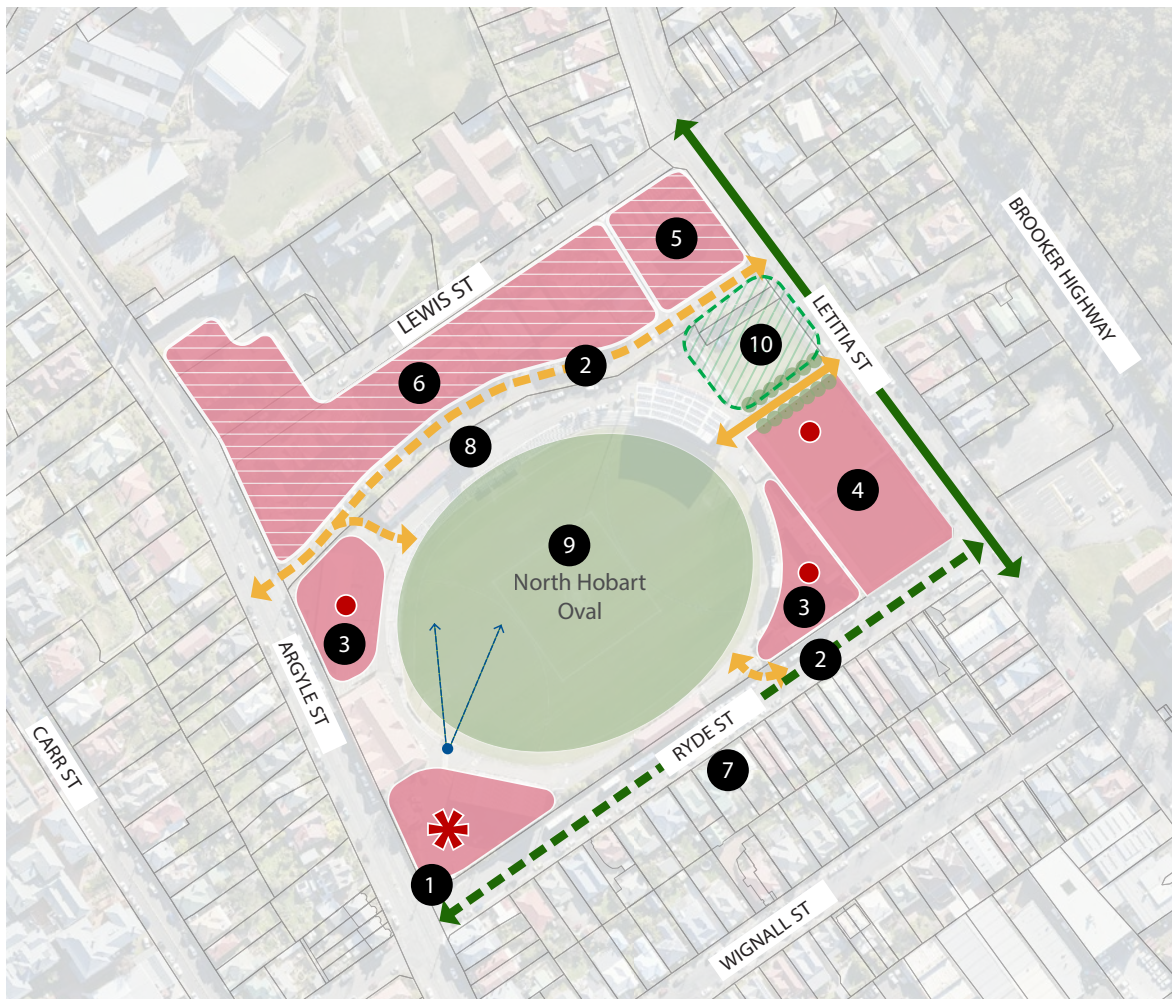 BROOKER HIGHWAY
5
LEWIS ST
LETITIA ST
10
2
6
8
4
9
North Hobart
Oval
3
3
ARGYLE ST
2
RYDE ST
CARR ST
7
1
WIGNALL ST